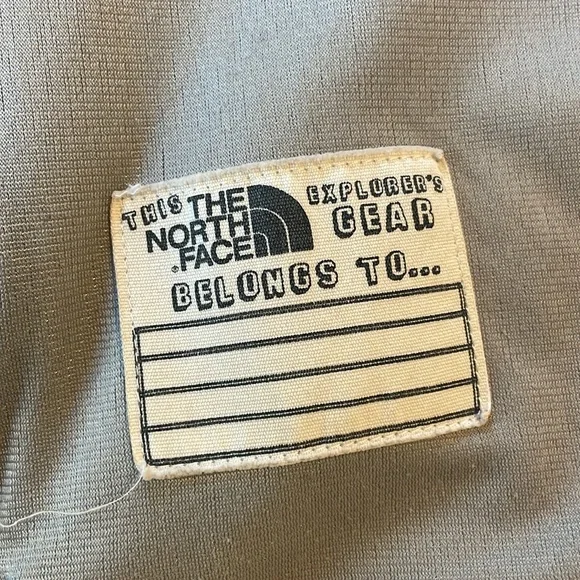 THIS THE NORTH FACE EXPLORER'S GEAR
BELONGS TO...